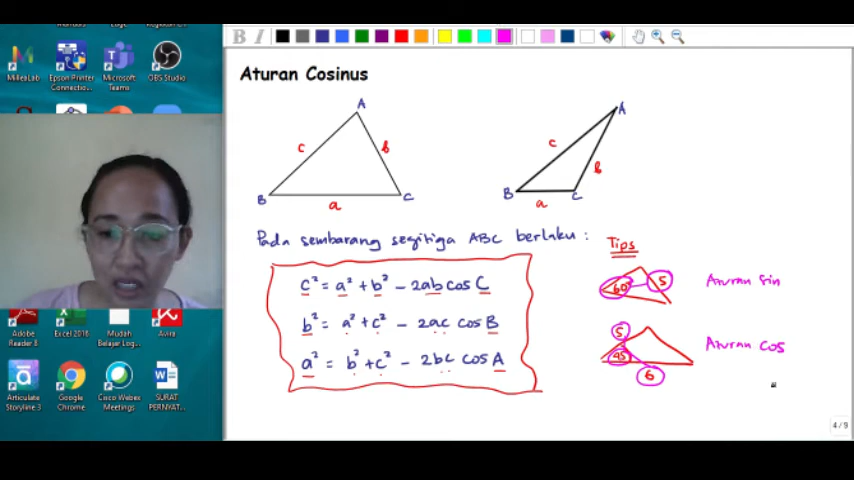 MilleaLab
Epson Printer
Connection...
Microsoft
Teams
OBS Studio
Adobe
Reader 8
Excel 2016
Mudah
Belajar Log...
Avira
Articulate
Storyline 3
Google
Chrome
Cisco Webex
Meetings
SURAT
PERNYAT...
B I
Aturan Cosinus
A
c
b
B
a
C
A
c
b
B
a
C
Pada sembarang segitiga ABC berlaku :
c² = a² + b² - 2ab cos C
b² = a² + c² - 2ac cos B
a² = b² + c² - 2bc cos A
Tips
60° 5 Aturan sin
5
45 Aturan cos
6
4 / 9